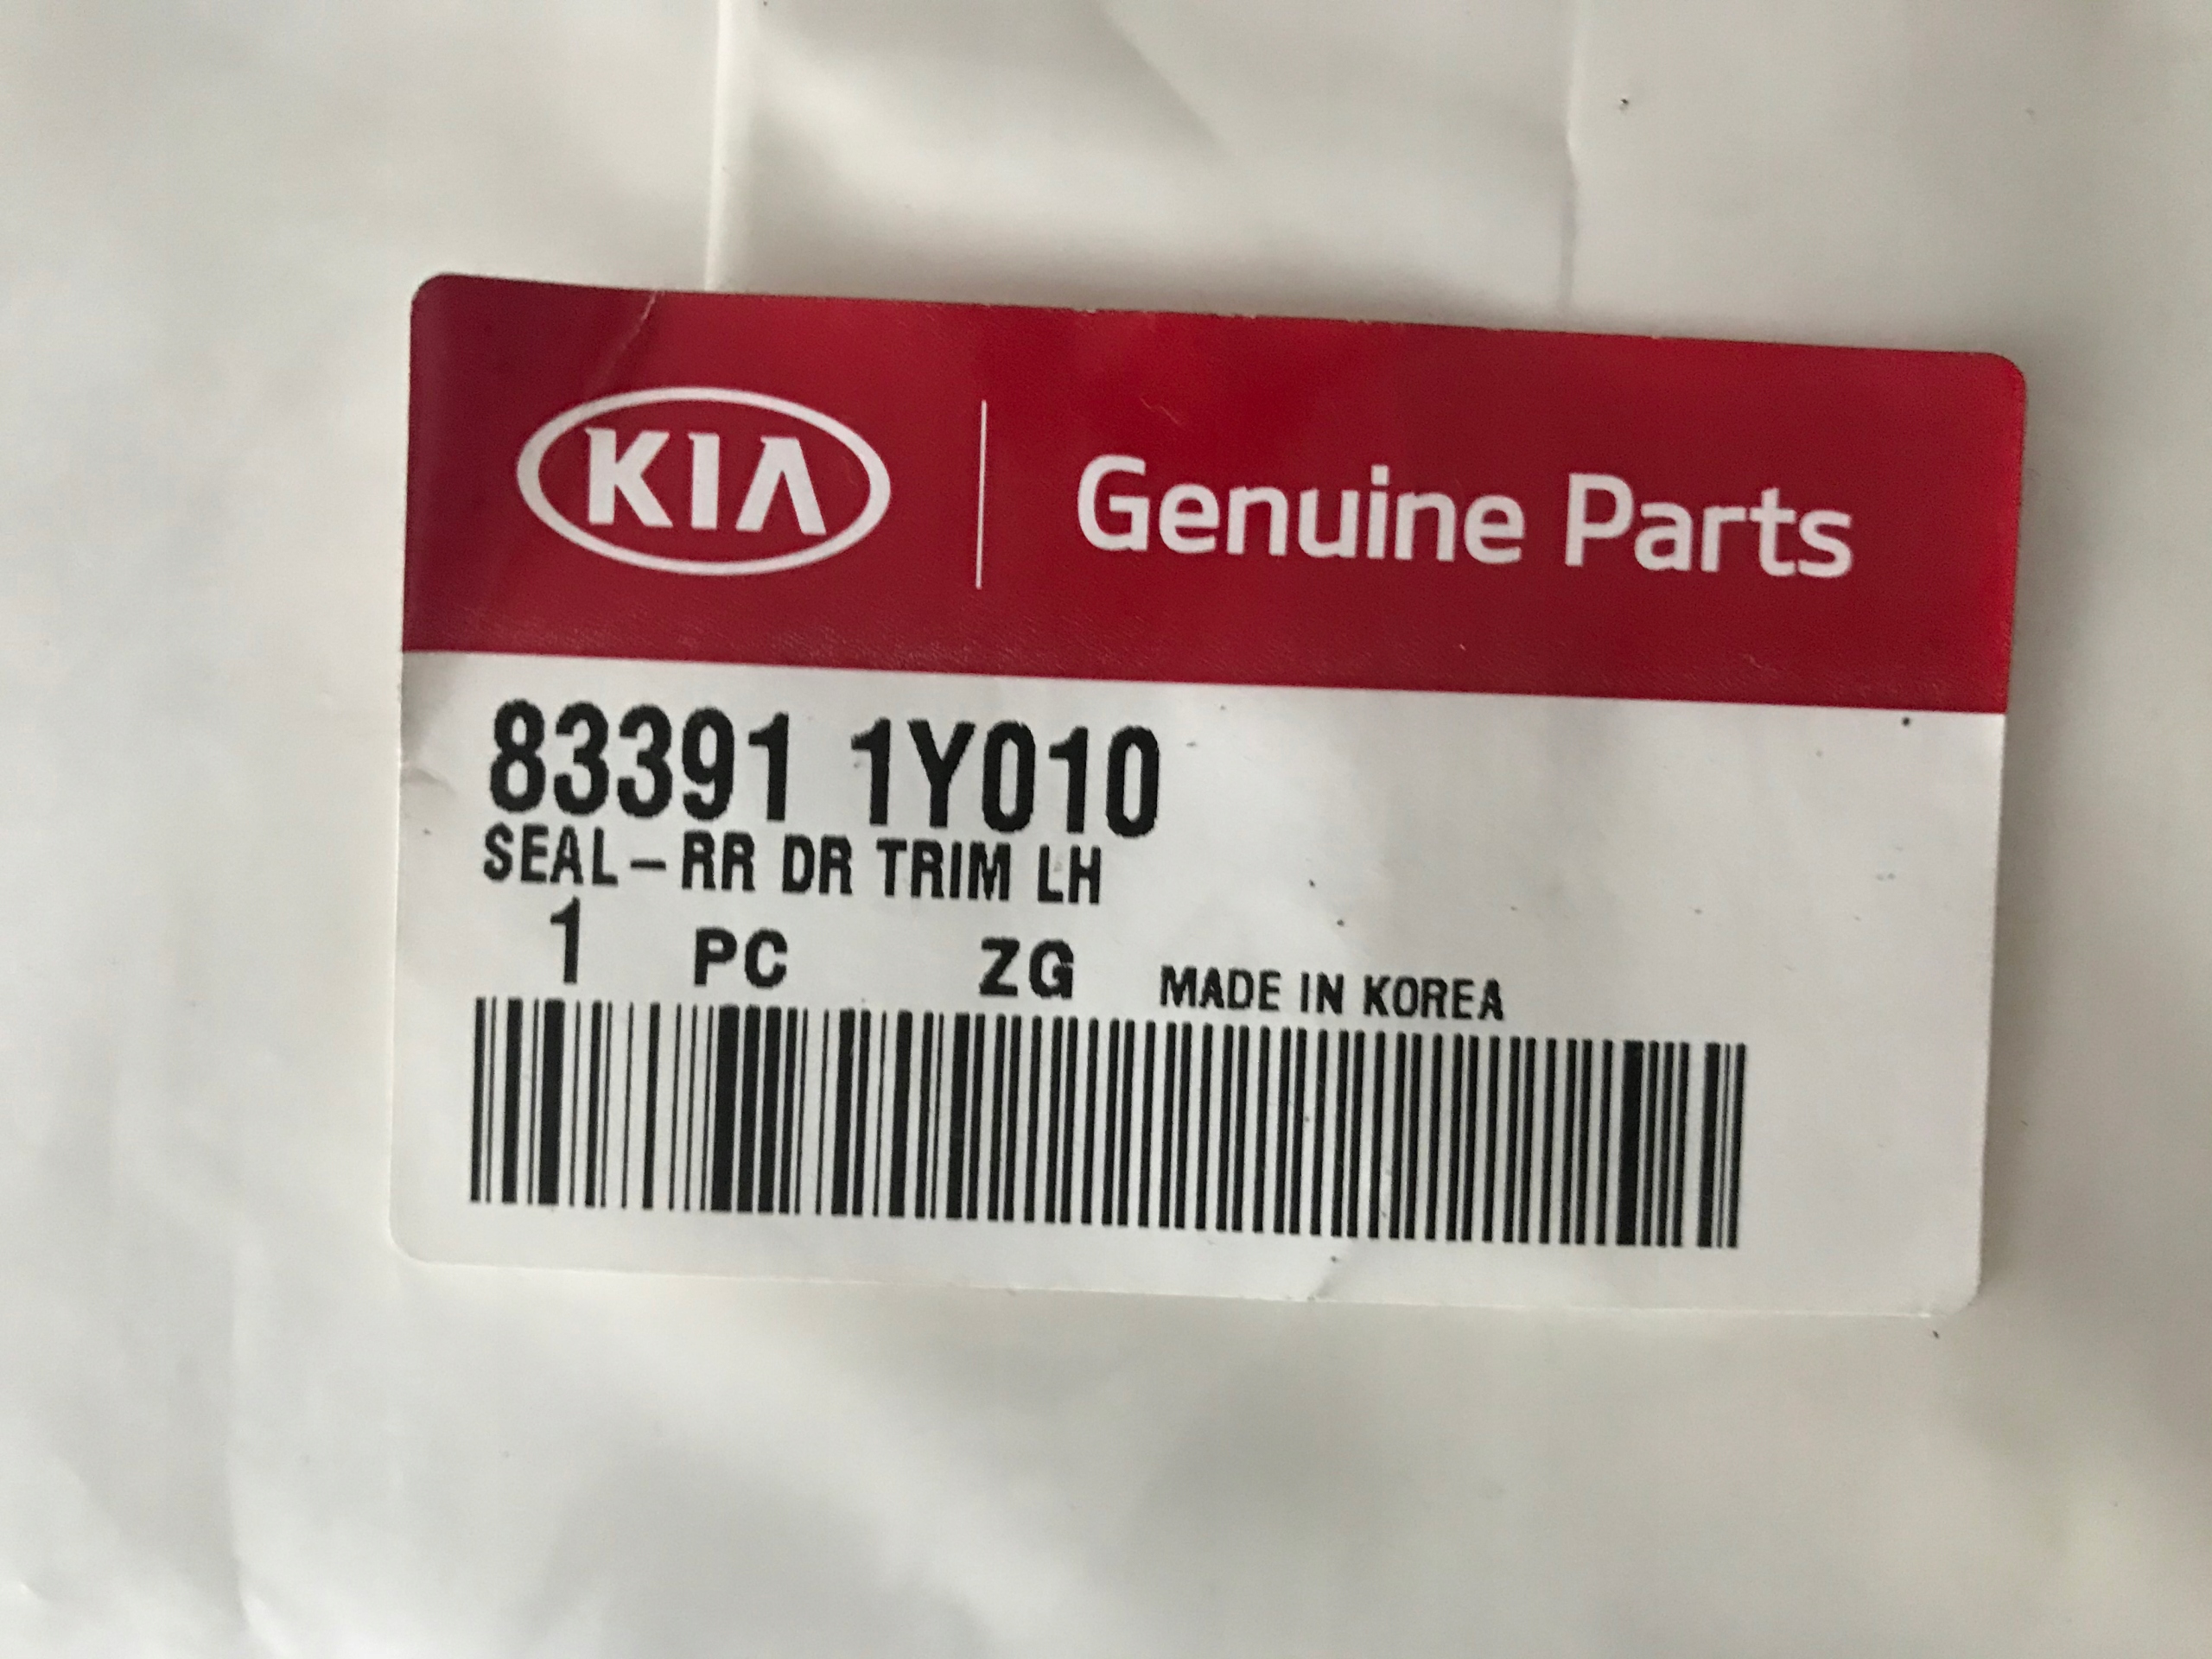 KIA Genuine Parts
83391 1Y010
SEAL-RR DR TRIM LH
1 PC ZG MADE IN KOREA